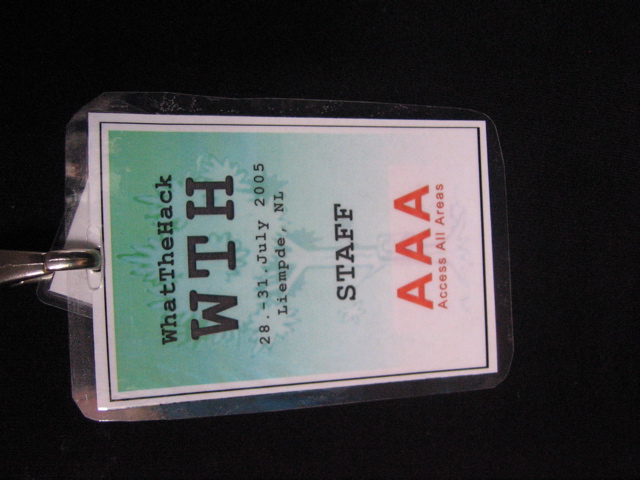 WhatTheHack
WTH
28.-31.July 2005
Liempde, NL
STAFF
AAA
Access All Areas